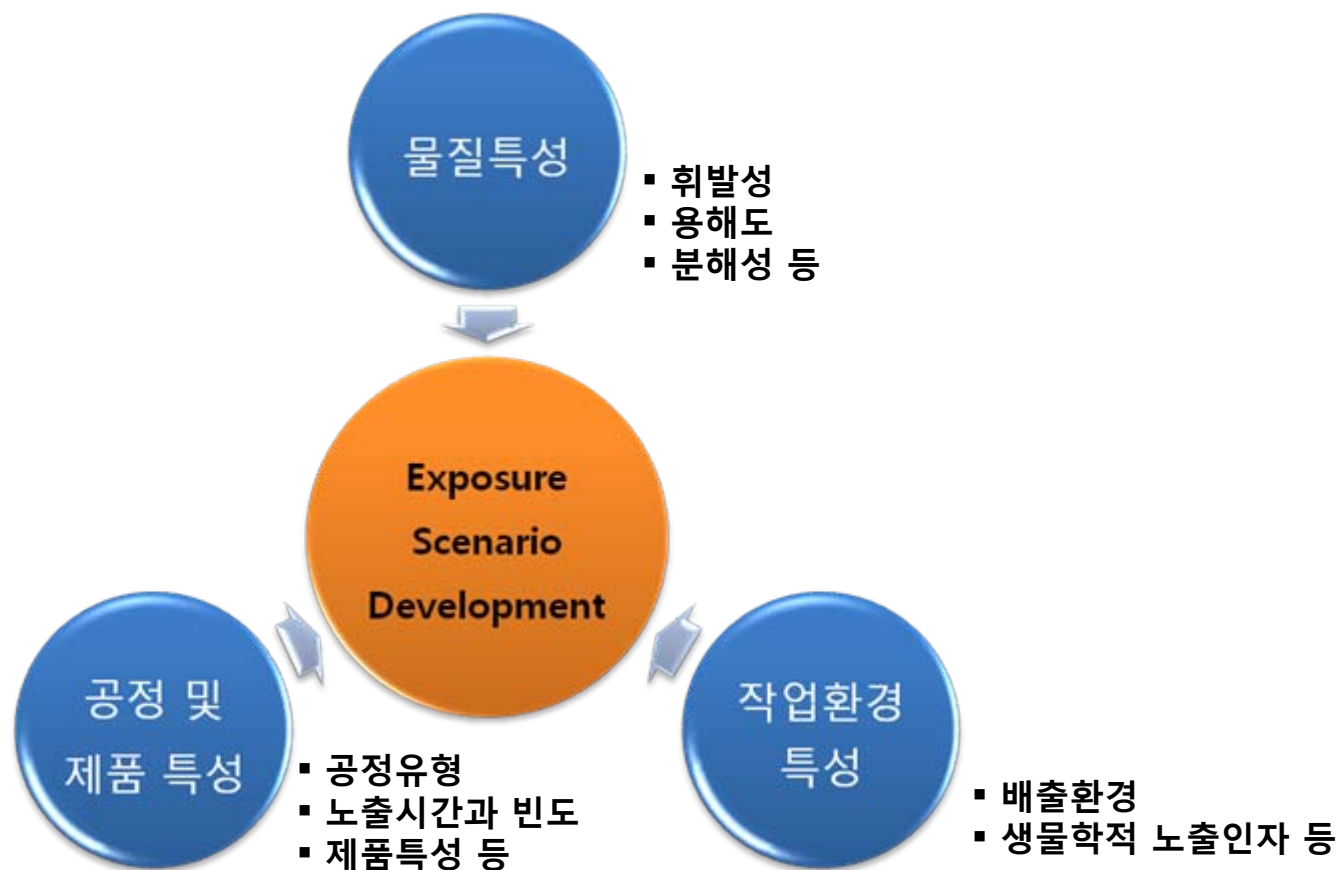 물질특성
▪ 휘발성
▪ 용해도
▪ 분해성 등
Exposure
Scenario
Development
공정 및
제품 특성
▪ 공정유형
▪ 노출시간과 빈도
▪ 제품특성 등
작업환경
특성
▪ 배출환경
▪ 생물학적 노출인자 등